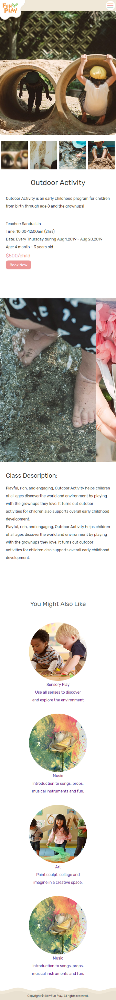 FUN
PLAY
Outdoor Activity
Outdoor Activity is an early childhood program for children
from birth through age 8 and the grownups!
Teacher: Sandra Lin
Time: 10:00-12:00am (2hrs)
Date: Every Thursday during Aug 1,2019 - Aug 28,2019
Age: 4 month ~ 3 years old
$500/child
Book Now
Class Description:
Playful, rich, and engaging, Outdoor Activity helps children
of all ages discoverthe world and environment by playing
with the grownups they love. It turns out outdoor
activities for children also supports overall early childhood
development.
Playful, rich, and engaging, Outdoor Activity helps children
of all ages discoverthe world and environment by playing
with the grownups they love. It turns out outdoor
activities for children also supports overall early childhood
development.
You Might Also Like
Sensory Play
Use all senses to discover
and explore the environment
Music
Introduction to songs, props,
musical instruments and fun.
Art
Paint,sculpt, collage and
imagine in a creative space.
Music
Introduction to songs, props,
musical instruments and fun.
Copyright © 2019Fun Play. All rights reserved.